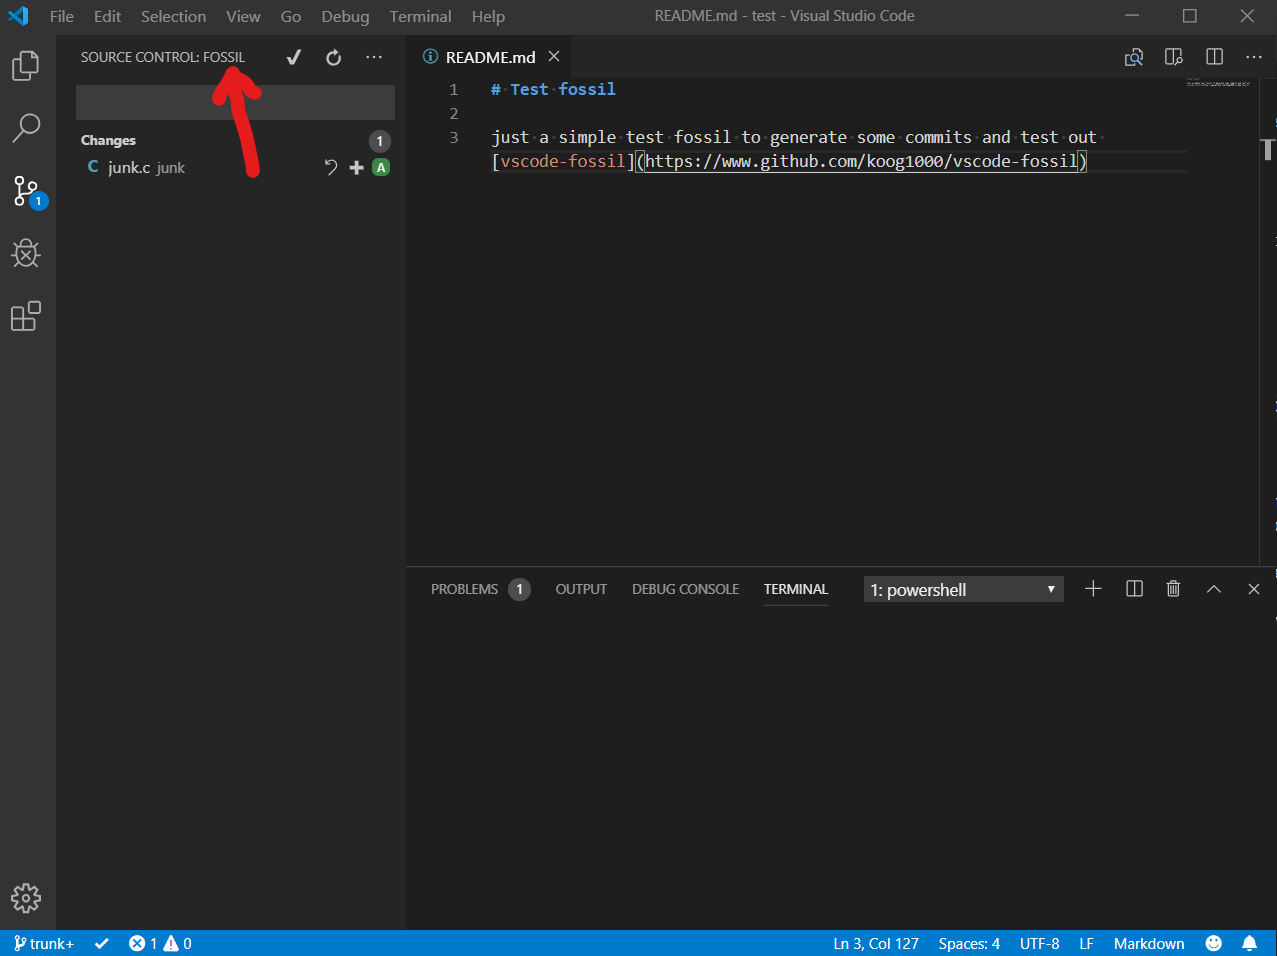 File Edit Selection View Go Debug Terminal Help README.md - test - Visual Studio Code
SOURCE CONTROL: FOSSIL
Changes 1
C junk.c junk A
1
README.md
1 # Test fossil
2
3 just a simple test fossil to generate some commits and test out
[vscode-fossil](https://www.github.com/koog1000/vscode-fossil)
PROBLEMS 1 OUTPUT DEBUG CONSOLE TERMINAL 1: powershell
trunk+ 1 0 Ln 3, Col 127 Spaces: 4 UTF-8 LF Markdown